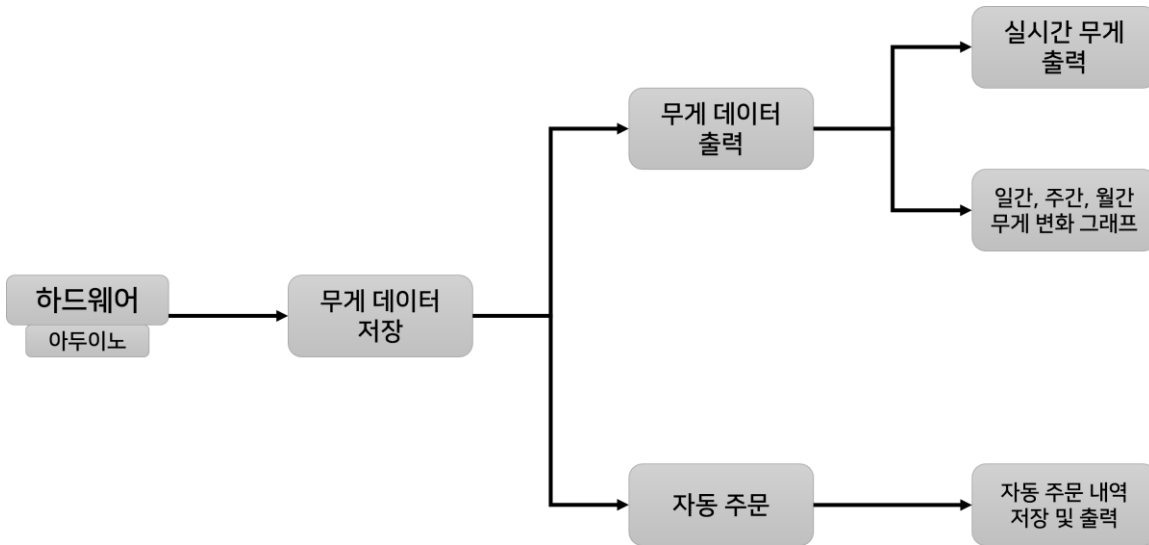 실시간 무게
출력
무게 데이터
출력
일간, 주간, 월간
무게 변화 그래프
하드웨어
아두이노
무게 데이터
저장
자동 주문
자동 주문 내역
저장 및 출력